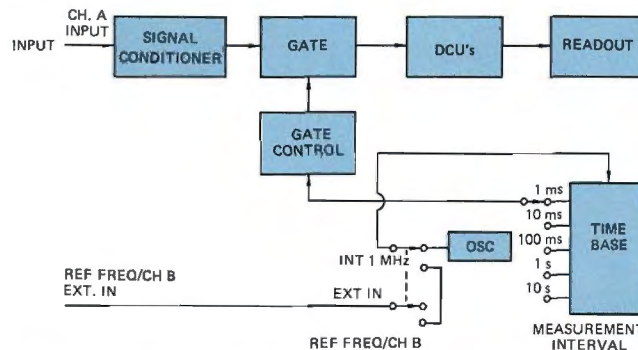 CH. A
INPUT
INPUT
SIGNAL
CONDITIONER
GATE
DCU's
READOUT
GATE
CONTROL
1 ms
10 ms
100 ms
1 s
10 s
TIME
BASE
OSC
INT 1 MHz
REF FREQ/CH B
EXT. IN
EXT IN
REF FREQ/CH B
MEASUREMENT
INTERVAL